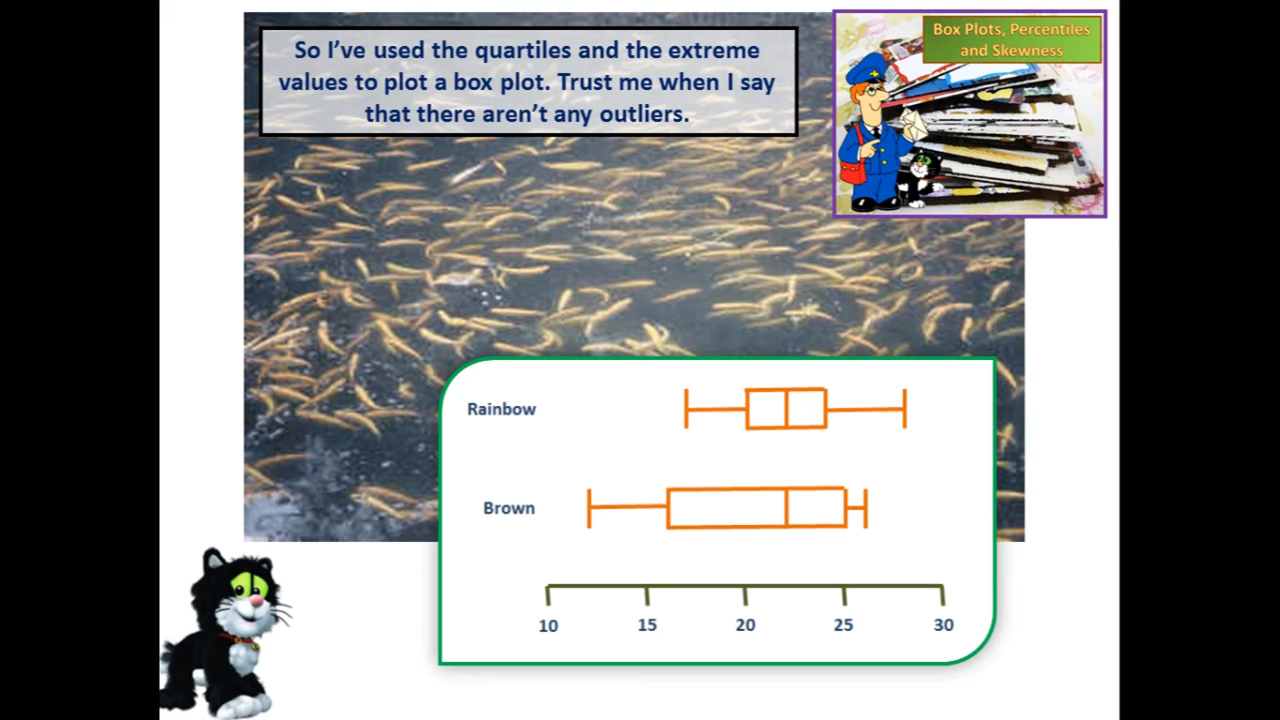 So I've used the quartiles and the extreme
values to plot a box plot. Trust me when I say
that there aren't any outliers.
Box Plots, Percentiles
and Skewness
Rainbow
Brown
10 15 20 25 30